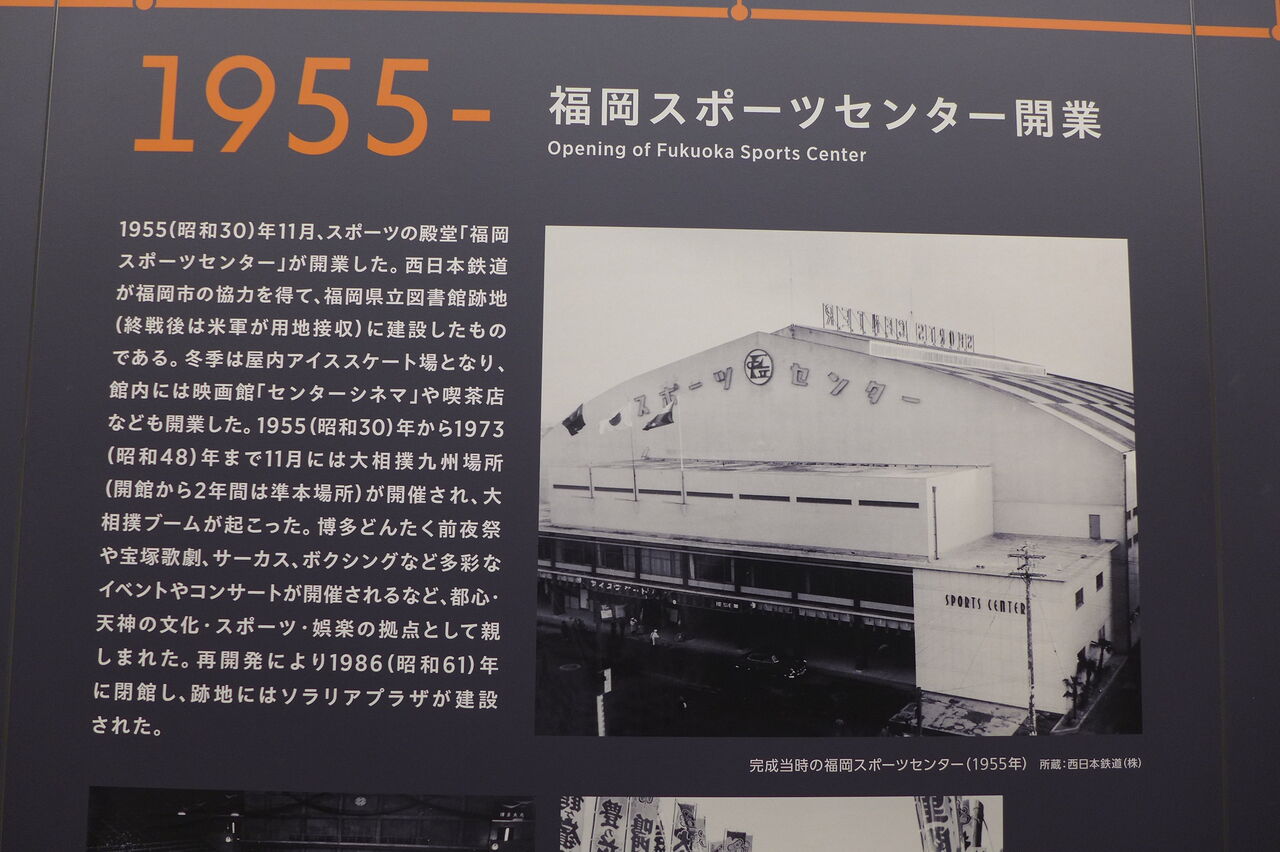 1955-
福岡スポーツセンター開業
Opening of Fukuoka Sports Center
1955(昭和30)年11月、スポーツの殿堂「福岡
スポーツセンター」が開業した。西日本鉄道
が福岡市の協力を得て、福岡県立図書館跡地
(終戦後は米軍が用地接収)に建設したもの
である。冬季は屋内アイススケート場となり、
館内には映画館「センターシネマ」や喫茶店
なども開業した。1955(昭和30)年から1973
(昭和48)年まで11月には大相撲九州場所
(開館から2年間は準本場所)が開催され、大
相撲ブームが起こった。博多どんたく前夜祭
や宝塚歌劇、サーカス、ボクシングなど多彩な
イベントやコンサートが開催されるなど、都心・
天神の文化・スポーツ・娯楽の拠点として親
しまれた。再開発により1986(昭和61)年
に閉館し、跡地にはソラリアプラザが建設
された。
SPORTS CENTER
スポーツ センター
SPORTS CENTER
完成当時の福岡スポーツセンター(1955年) 所蔵:西日本鉄道(株)